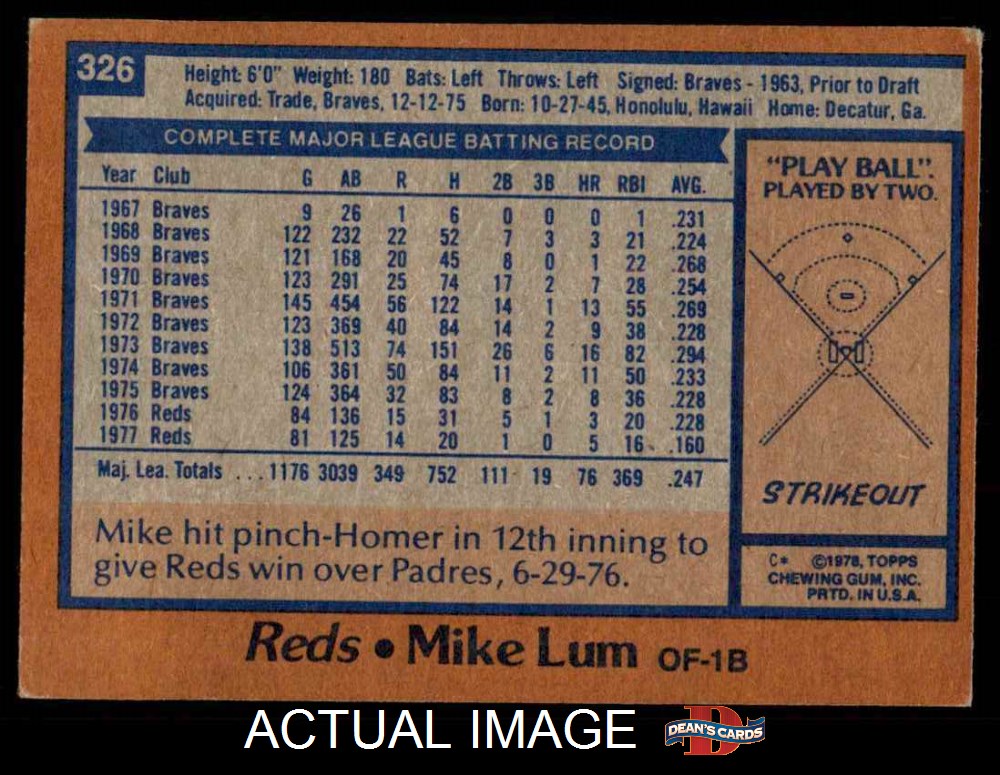 326
Height: 6'0" Weight: 180 Bats: Left Throws: Left Signed: Braves - 1963, Prior to Draft
Acquired: Trade, Braves, 12-12-75 Born: 10-27-45, Honolulu, Hawaii Home: Decatur, Ga.
COMPLETE MAJOR LEAGUE BATTING RECORD
Year Club G AB R H 2B 3B HR RBI AVG.
1967 Braves 9 26 1 6 0 0 0 1 .231
1968 Braves 122 232 22 52 7 3 3 21 .224
1969 Braves 121 168 20 45 8 0 1 22 .268
1970 Braves 123 291 25 74 17 2 7 28 .254
1971 Braves 145 454 56 122 14 1 13 55 .269
1972 Braves 123 369 40 84 14 2 9 38 .228
1973 Braves 138 513 74 151 26 6 16 82 .294
1974 Braves 106 361 50 84 11 2 11 50 .233
1975 Braves 124 364 32 83 8 2 8 36 .228
1976 Reds 84 136 15 31 5 1 3 20 .228
1977 Reds 81 125 14 20 1 0 5 16 .160
Maj. Lea. Totals ...1176 3039 349 752 111 19 76 369 .247
Mike hit pinch-Homer in 12th inning to
give Reds win over Padres, 6-29-76.
"PLAY BALL":
PLAYED BY TWO.
STRIKEOUT
C* ©1978, TOPPS
CHEWING GUM, INC.
PRTD. IN U.S.A.
Reds • Mike Lum OF-1B
ACTUAL IMAGE
DEAN'S CARDS